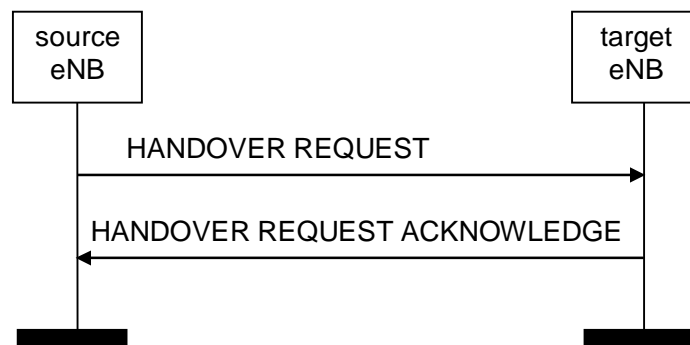 source
eNB
target
eNB
HANDOVER REQUEST
HANDOVER REQUEST ACKNOWLEDGE